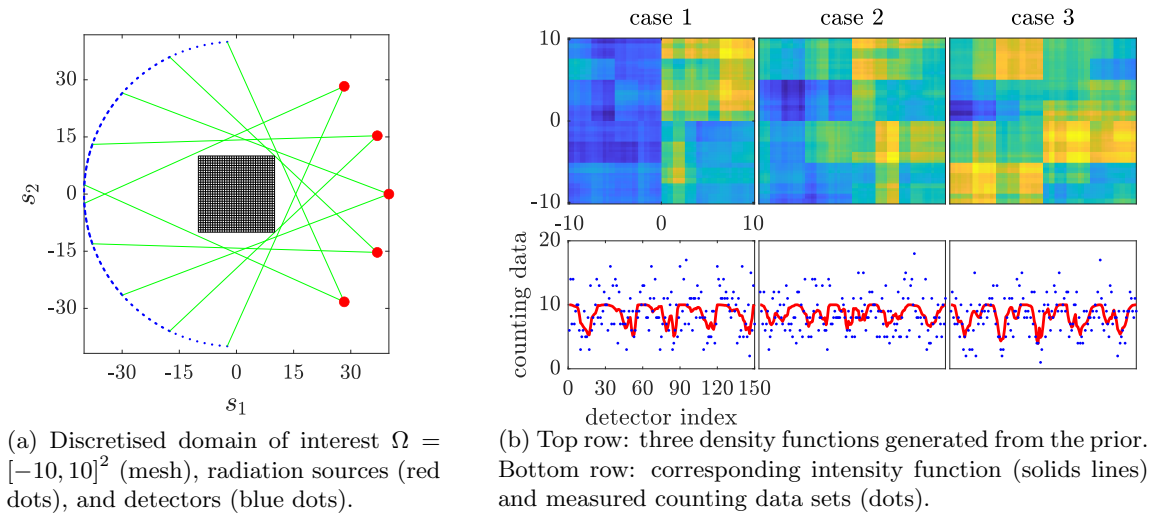 case 1 case 2 case 3
30
15
0
-15
-30
s2
-30 -15 0 15 30
s1
10
0
-10
-10 0 10
20
10
0
counting data
0 30 60 90 120 150
detector index
(a) Discretised domain of interest Ω =
[−10, 10]² (mesh), radiation sources (red
dots), and detectors (blue dots).
(b) Top row: three density functions generated from the prior.
Bottom row: corresponding intensity function (solids lines)
and measured counting data sets (dots).